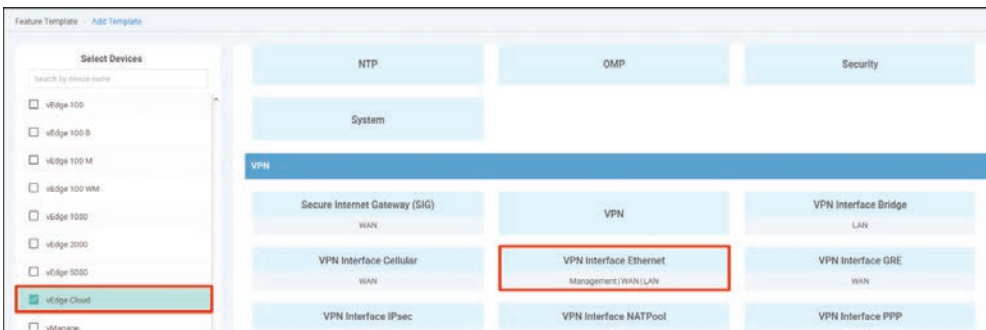 Feature Template > Add Template
Select Devices
Search by device name
vEdge 100
vEdge 100 B
vEdge 100 M
vEdge 100 WM
vEdge 1000
vEdge 2000
vEdge 5000
vEdge Cloud
vManage
NTP
OMP
Security
System
VPN
Secure Internet Gateway (SIG)
WAN
VPN
VPN Interface Bridge
LAN
VPN Interface Cellular
WAN
VPN Interface Ethernet
Management | WAN | LAN
VPN Interface GRE
WAN
VPN Interface IPsec
VPN Interface NATPool
VPN Interface PPP